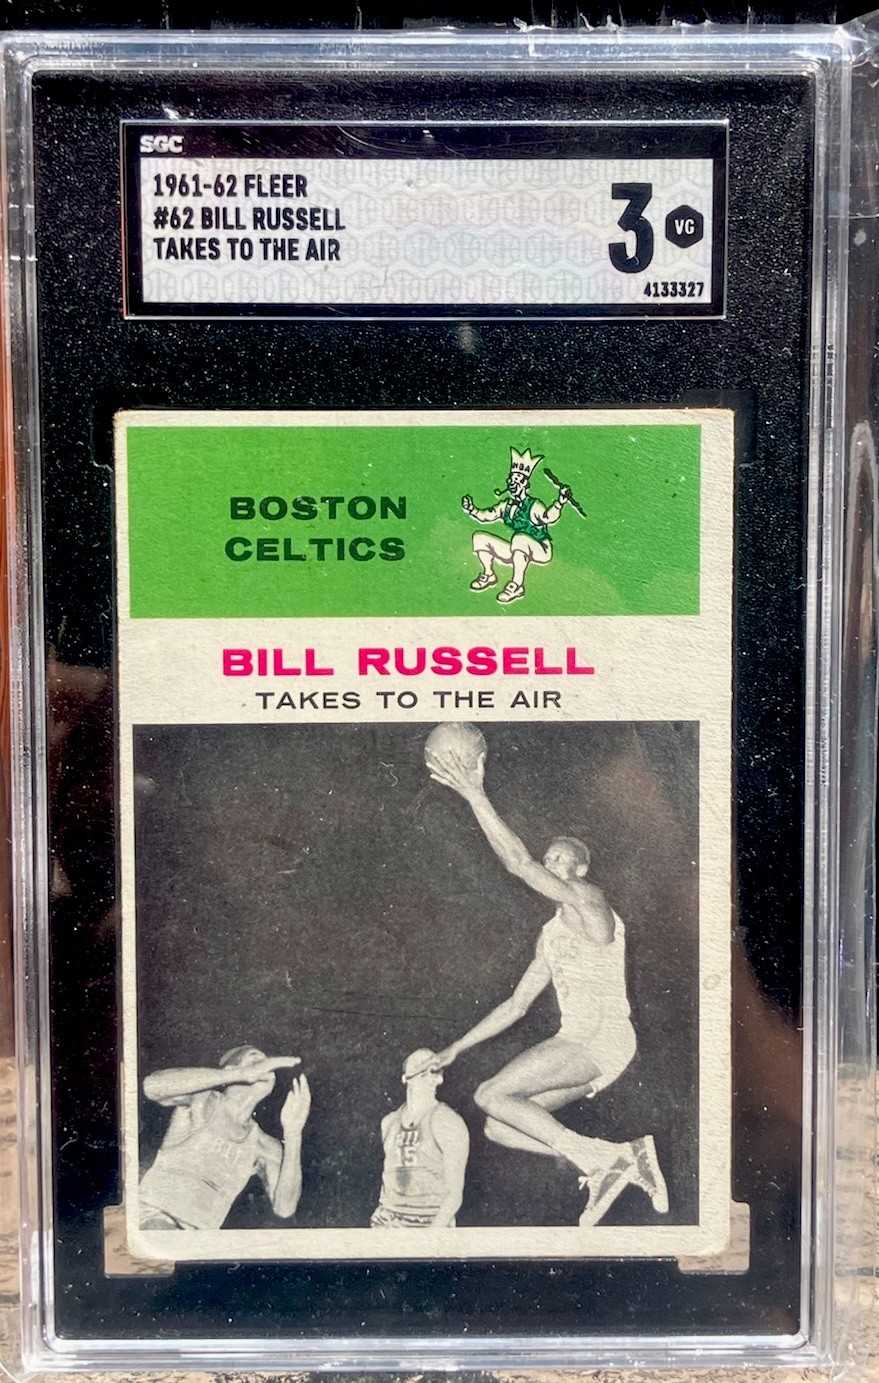 SGC
1961-62 FLEER
#62 BILL RUSSELL
TAKES TO THE AIR
3 VG
4133327
BOSTON
CELTICS
NBA
BILL RUSSELL
TAKES TO THE AIR
15